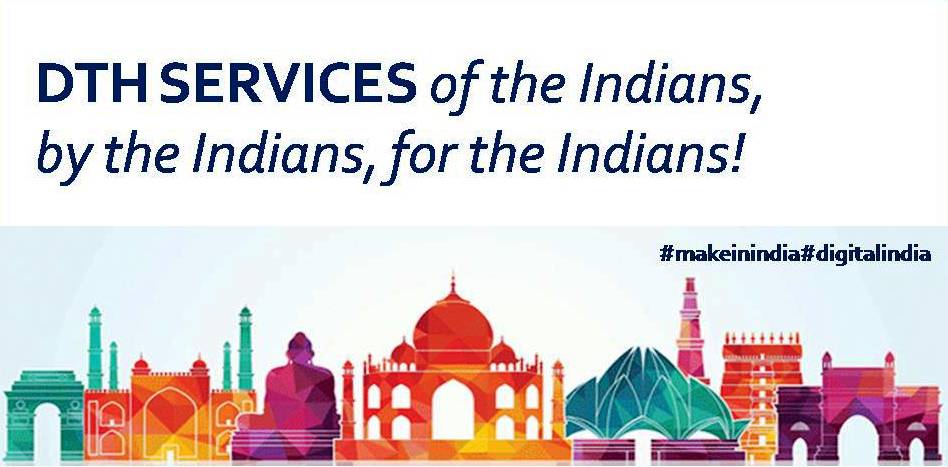 DTH SERVICES of the Indians,
by the Indians, for the Indians!
#makeinindia#digitalindia